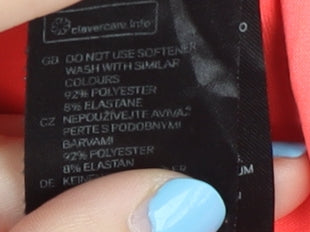 clevercare.info
GB DO NOT USE SOFTENER
WASH WITH SIMILAR
COLOURS
92% POLYESTER
8% ELASTANE
CZ NEPOUŽÍVEJTE AVIVÁŽ
PERTE S PODOBNÝMI
BARVAMI
92% POLYESTER
8% ELASTAN
DE KEINEN